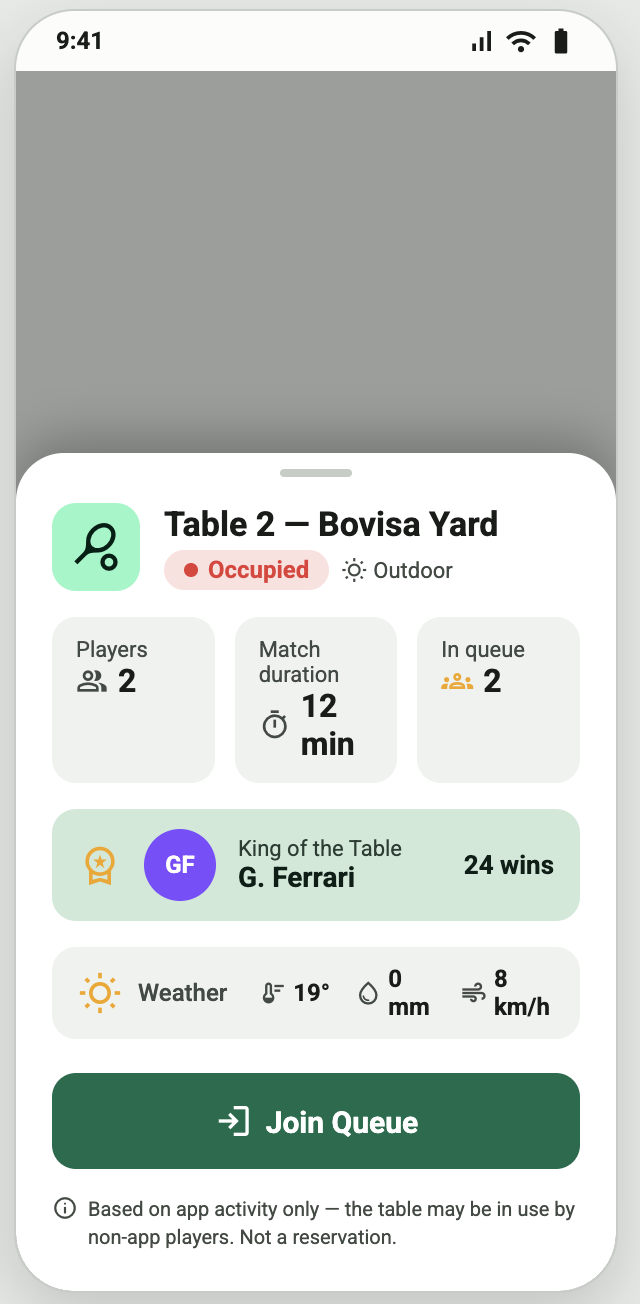 9:41
Table 2 — Bovisa Yard
Occupied
Outdoor
Players
2
Match
duration
12
min
In queue
2
GF
King of the Table
G. Ferrari
24 wins
Weather
19°
0
mm
8
km/h
Join Queue
Based on app activity only — the table may be in use by
non-app players. Not a reservation.